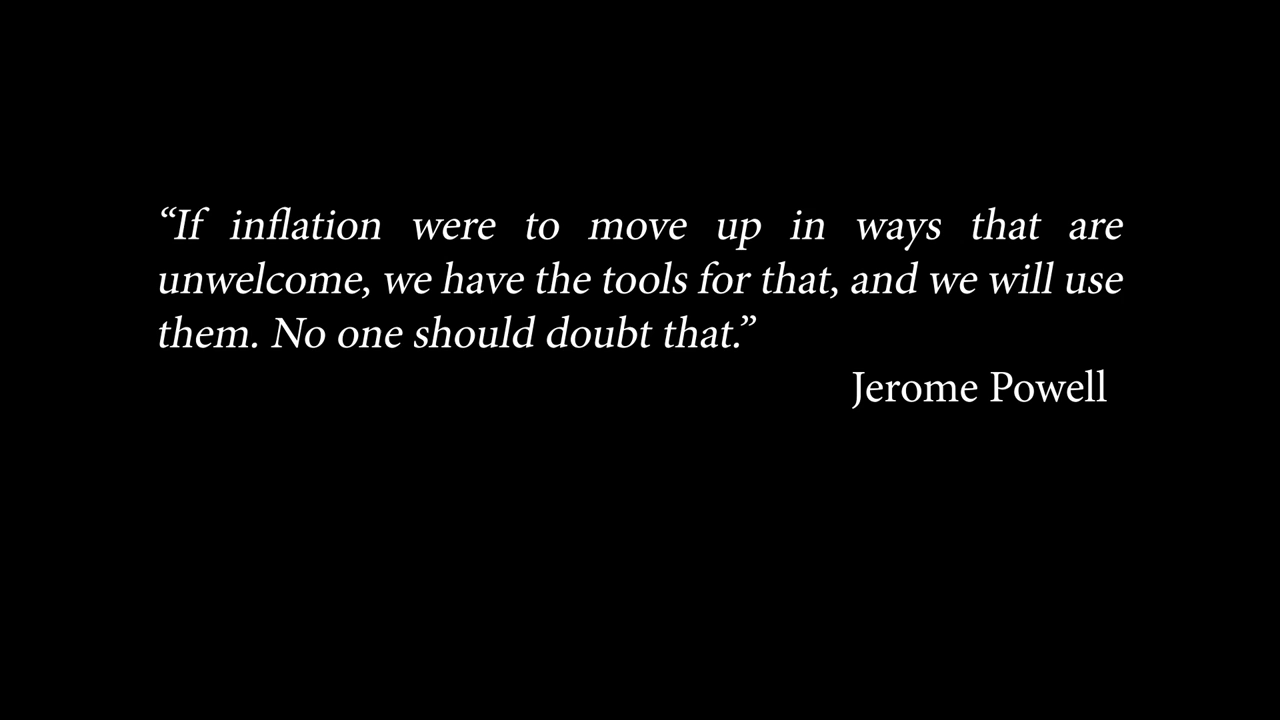 “If inflation were to move up in ways that are
unwelcome, we have the tools for that, and we will use
them. No one should doubt that.”
Jerome Powell